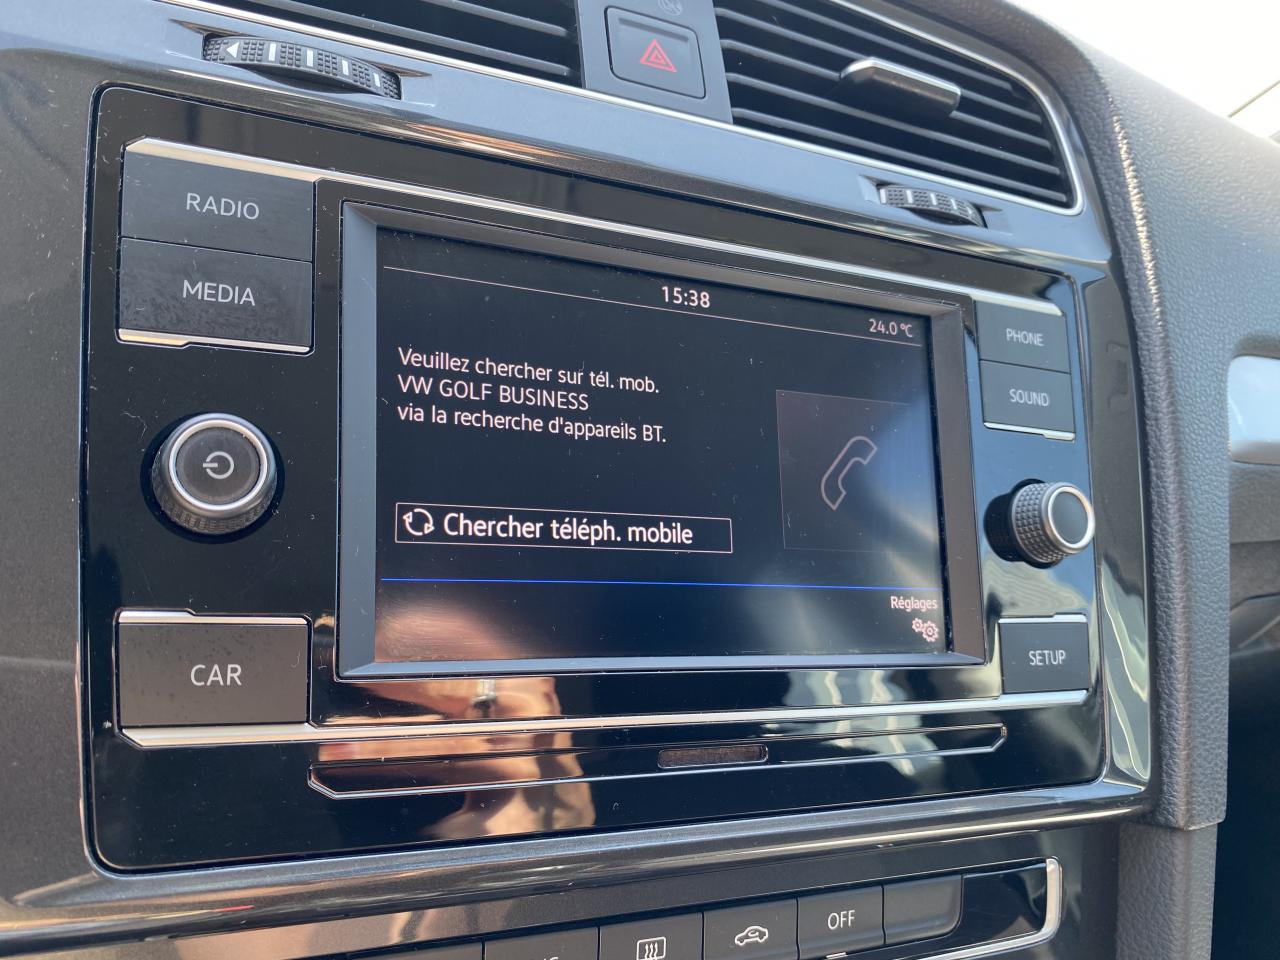 RADIO
MEDIA
CAR
15:38
24.0 °C
Veuillez chercher sur tél. mob.
VW GOLF BUSINESS
via la recherche d'appareils BT.
Chercher téléph. mobile
Réglages
PHONE
SOUND
SETUP
OFF